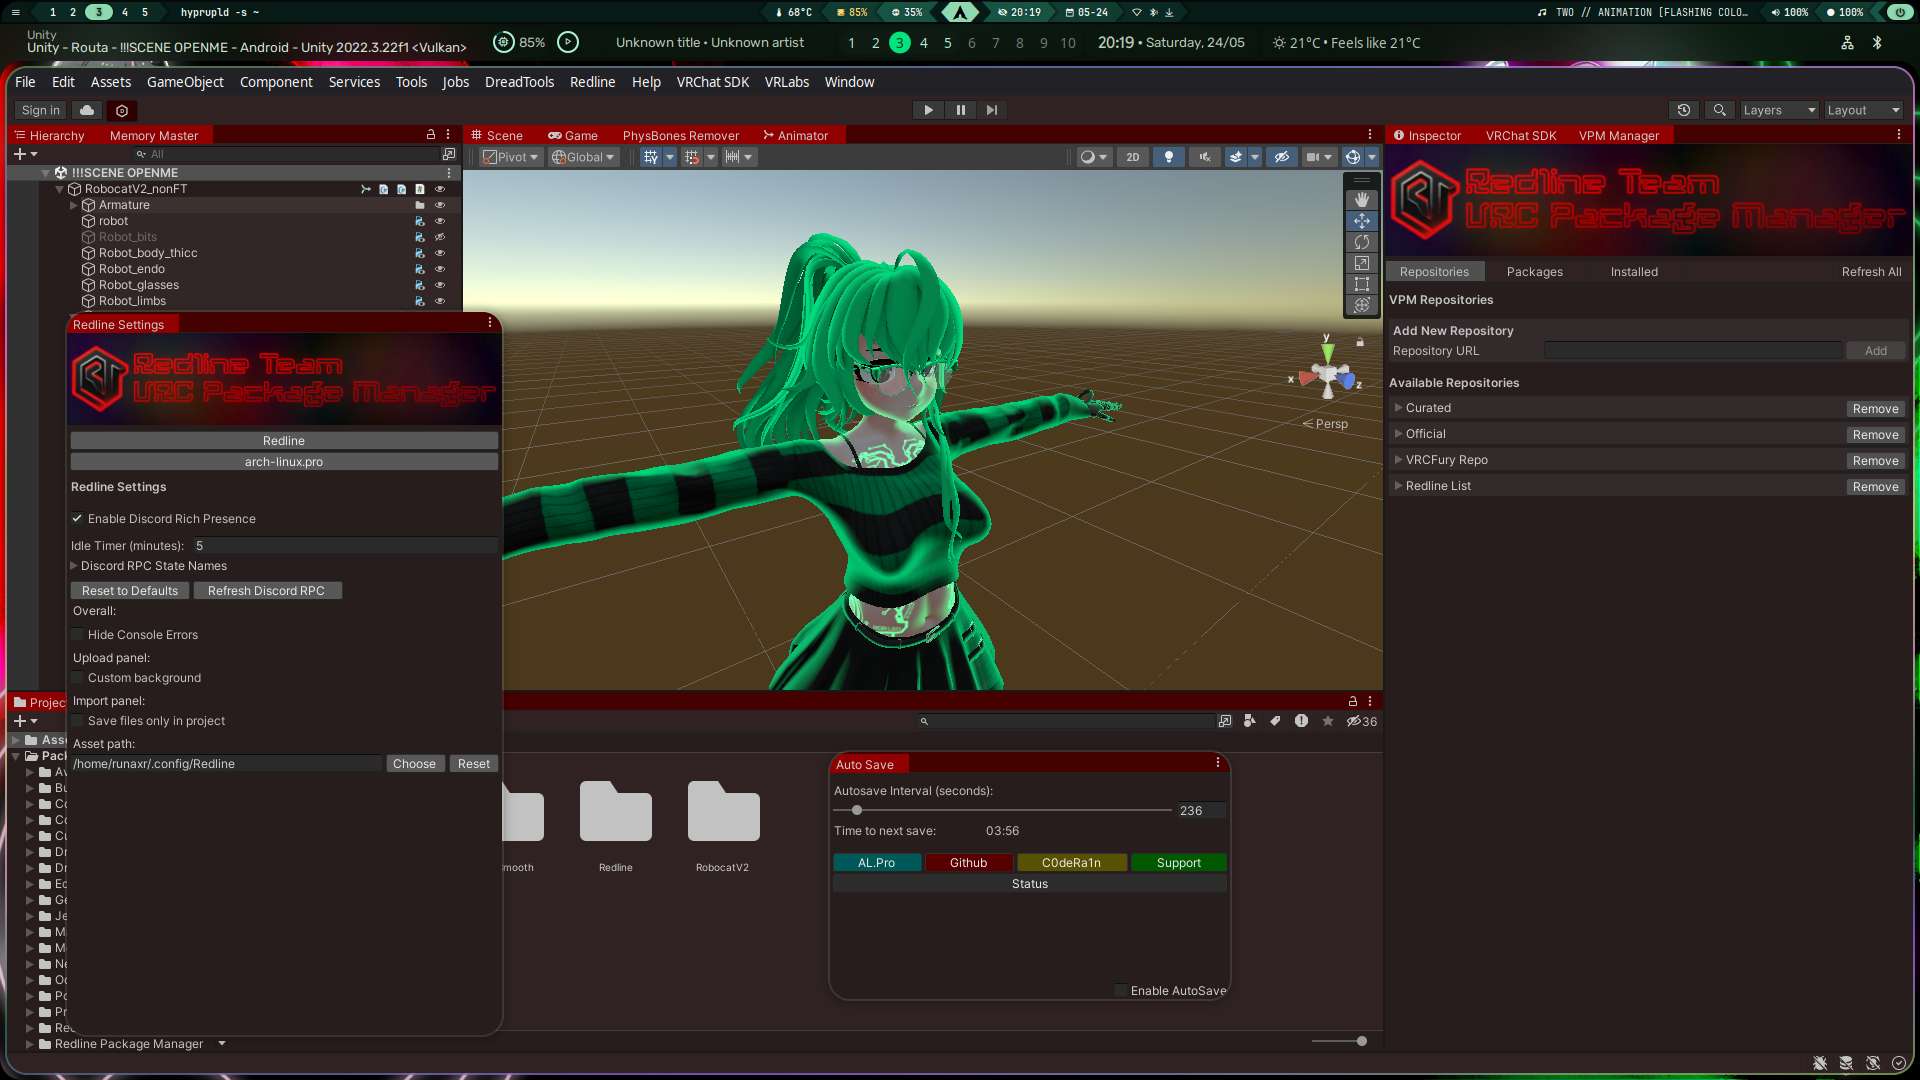 1 2 3 4 5 hyprupld -s ~ 68°C 85% 35% 20:19 05-24 TWO // ANIMATION [FLASHING COLO… 100% 100%
Unity
Unity - Routa - !!!SCENE OPENME - Android - Unity 2022.3.22f1 <Vulkan> 85% Unknown title • Unknown artist 1 2 3 4 5 6 7 8 9 10 20:19 • Saturday, 24/05 21°C • Feels like 21°C
File Edit Assets GameObject Component Services Tools Jobs DreadTools Redline Help VRChat SDK VRLabs Window
Sign in Layers Layout
Hierarchy Memory Master Scene Game PhysBones Remover Animator Inspector VRChat SDK VPM Manager
All Pivot Global 2D
!!!SCENE OPENME
RobocatV2_nonFT
Armature
robot
Robot_bits
Robot_body_thicc
Robot_endo
Robot_glasses
Robot_limbs
Redline Team
VRC Package Manager
Repositories Packages Installed Refresh All
VPM Repositories
Add New Repository
Repository URL Add
Available Repositories
Curated Remove
Official Remove
VRCFury Repo Remove
Redline List Remove
y
x
z
Persp
Redline Settings
Redline Team
VRC Package Manager
Redline
arch-linux.pro
Redline Settings
Enable Discord Rich Presence
Idle Timer (minutes): 5
Discord RPC State Names
Reset to Defaults Refresh Discord RPC
Overall:
Hide Console Errors
Upload panel:
Custom background
Import panel:
Save files only in project
Asset path:
/home/runaxr/.config/Redline Choose Reset
Projec
36
Ass
Pack
Av
Bu
Co
Co
Cu
Dr
Dr
Ed
Ge
Je
M
Me
Ne
Oc
Po
Pr
Rec
Redline Package Manager
mooth Redline RobocatV2
Auto Save
Autosave Interval (seconds):
236
Time to next save: 03:56
AL.Pro Github C0deRa1n Support
Status
Enable AutoSave